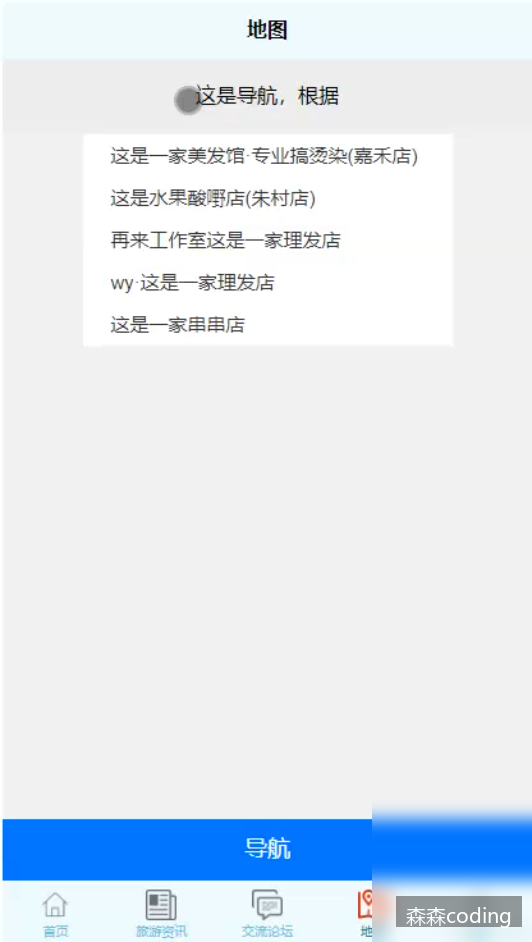 地图
这是导航，根据
这是一家美发馆·专业搞烫染(嘉禾店)
这是水果酸嘢店(朱村店)
再来工作室这是一家理发店
wy·这是一家理发店
这是一家串串店
导航
首页
旅游资讯
交流论坛
地
森森coding